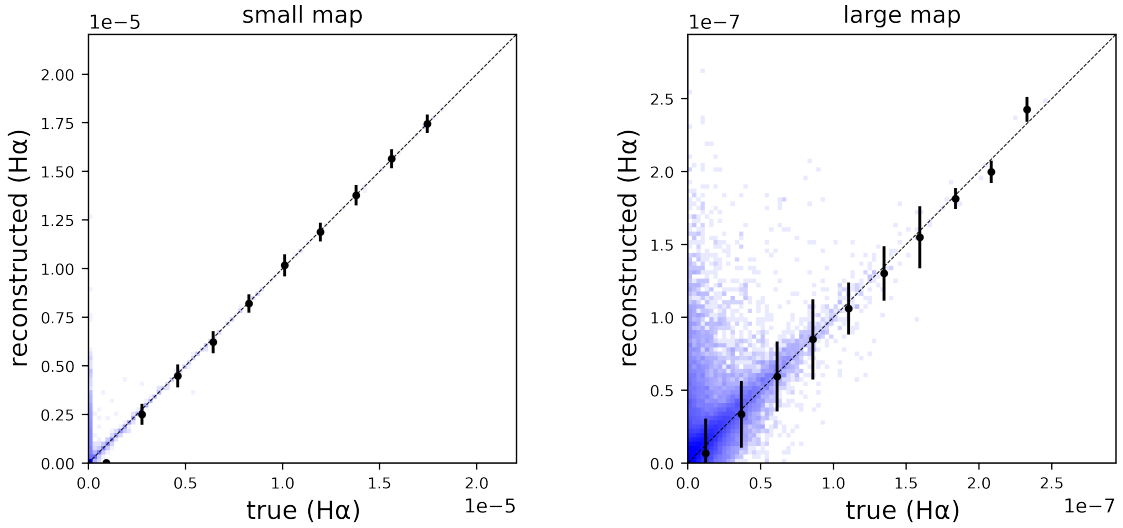 small map
1e−5
2.00
1.75
1.50
1.25
1.00
0.75
0.50
0.25
0.00
reconstructed (Hα)
0.0 0.5 1.0 1.5 2.0
1e−5
true (Hα)
large map
1e−7
2.5
2.0
1.5
1.0
0.5
0.0
reconstructed (Hα)
0.0 0.5 1.0 1.5 2.0 2.5
1e−7
true (Hα)